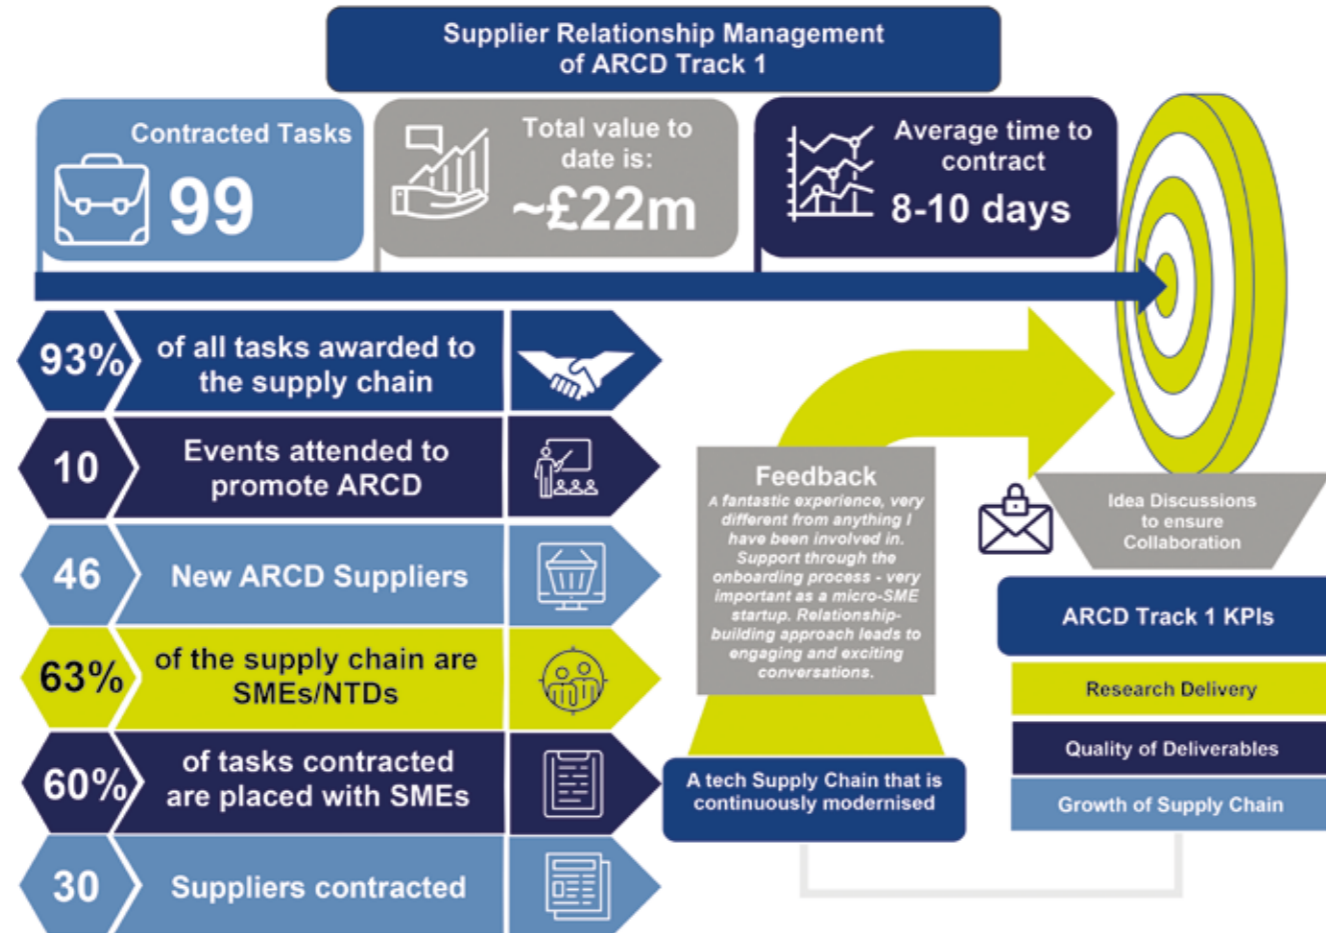 Supplier Relationship Management
of ARCD Track 1
Contracted Tasks
99
Total value to
date is:
~£22m
Average time to
contract
8-10 days
93%
of all tasks awarded to
the supply chain
10
Events attended to
promote ARCD
46
New ARCD Suppliers
63%
of the supply chain are
SMEs/NTDs
60%
of tasks contracted
are placed with SMEs
30
Suppliers contracted
Feedback
A fantastic experience, very
different from anything I
have been involved in.
Support through the
onboarding process - very
important as a micro-SME
startup. Relationship-
building approach leads to
engaging and exciting
conversations.
A tech Supply Chain that is
continuously modernised
Idea Discussions
to ensure
Collaboration
ARCD Track 1 KPIs
Research Delivery
Quality of Deliverables
Growth of Supply Chain